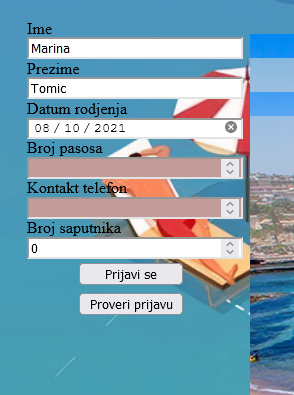 Ime
Marina
Prezime
Tomic
Datum rodjenja
08 / 10 / 2021
Broj pasosa
Kontakt telefon
Broj saputnika
0
Prijavi se
Proveri prijavu